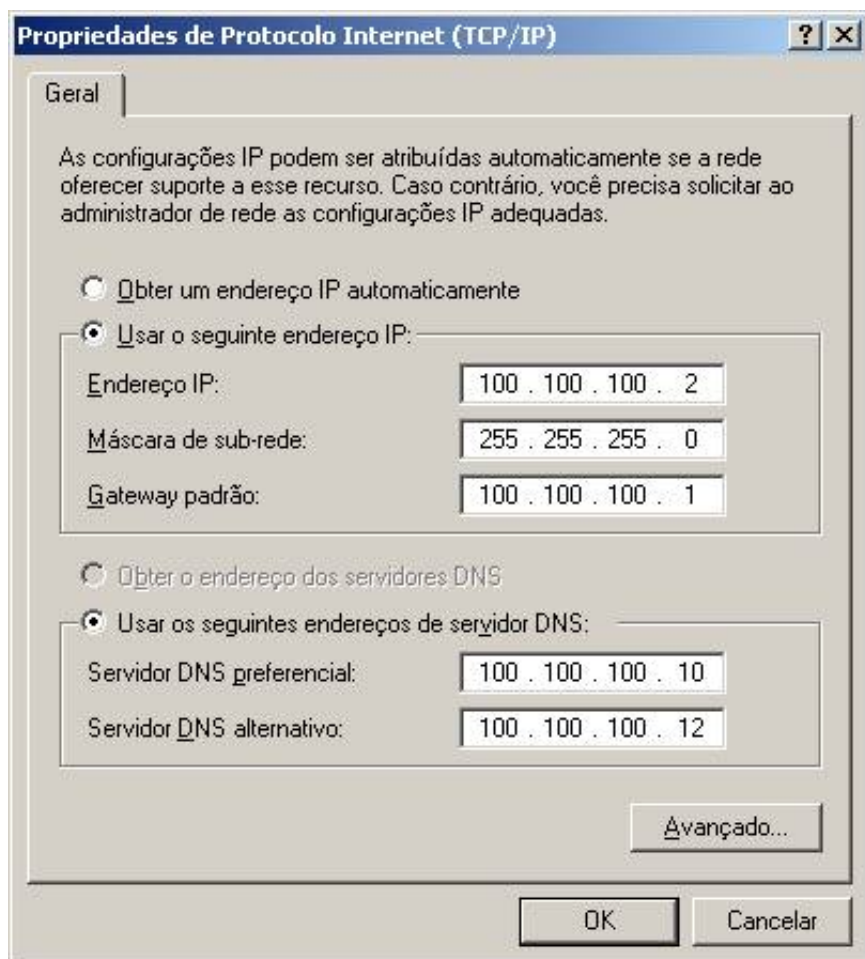 Propriedades de Protocolo Internet (TCP/IP)
Geral
As configurações IP podem ser atribuídas automaticamente se a rede
oferecer suporte a esse recurso. Caso contrário, você precisa solicitar ao
administrador de rede as configurações IP adequadas.
Obter um endereço IP automaticamente
Usar o seguinte endereço IP:
Endereço IP: 100 . 100 . 100 . 2
Máscara de sub-rede: 255 . 255 . 255 . 0
Gateway padrão: 100 . 100 . 100 . 1
Obter o endereço dos servidores DNS
Usar os seguintes endereços de servidor DNS:
Servidor DNS preferencial: 100 . 100 . 100 . 10
Servidor DNS alternativo: 100 . 100 . 100 . 12
Avançado...
OK Cancelar